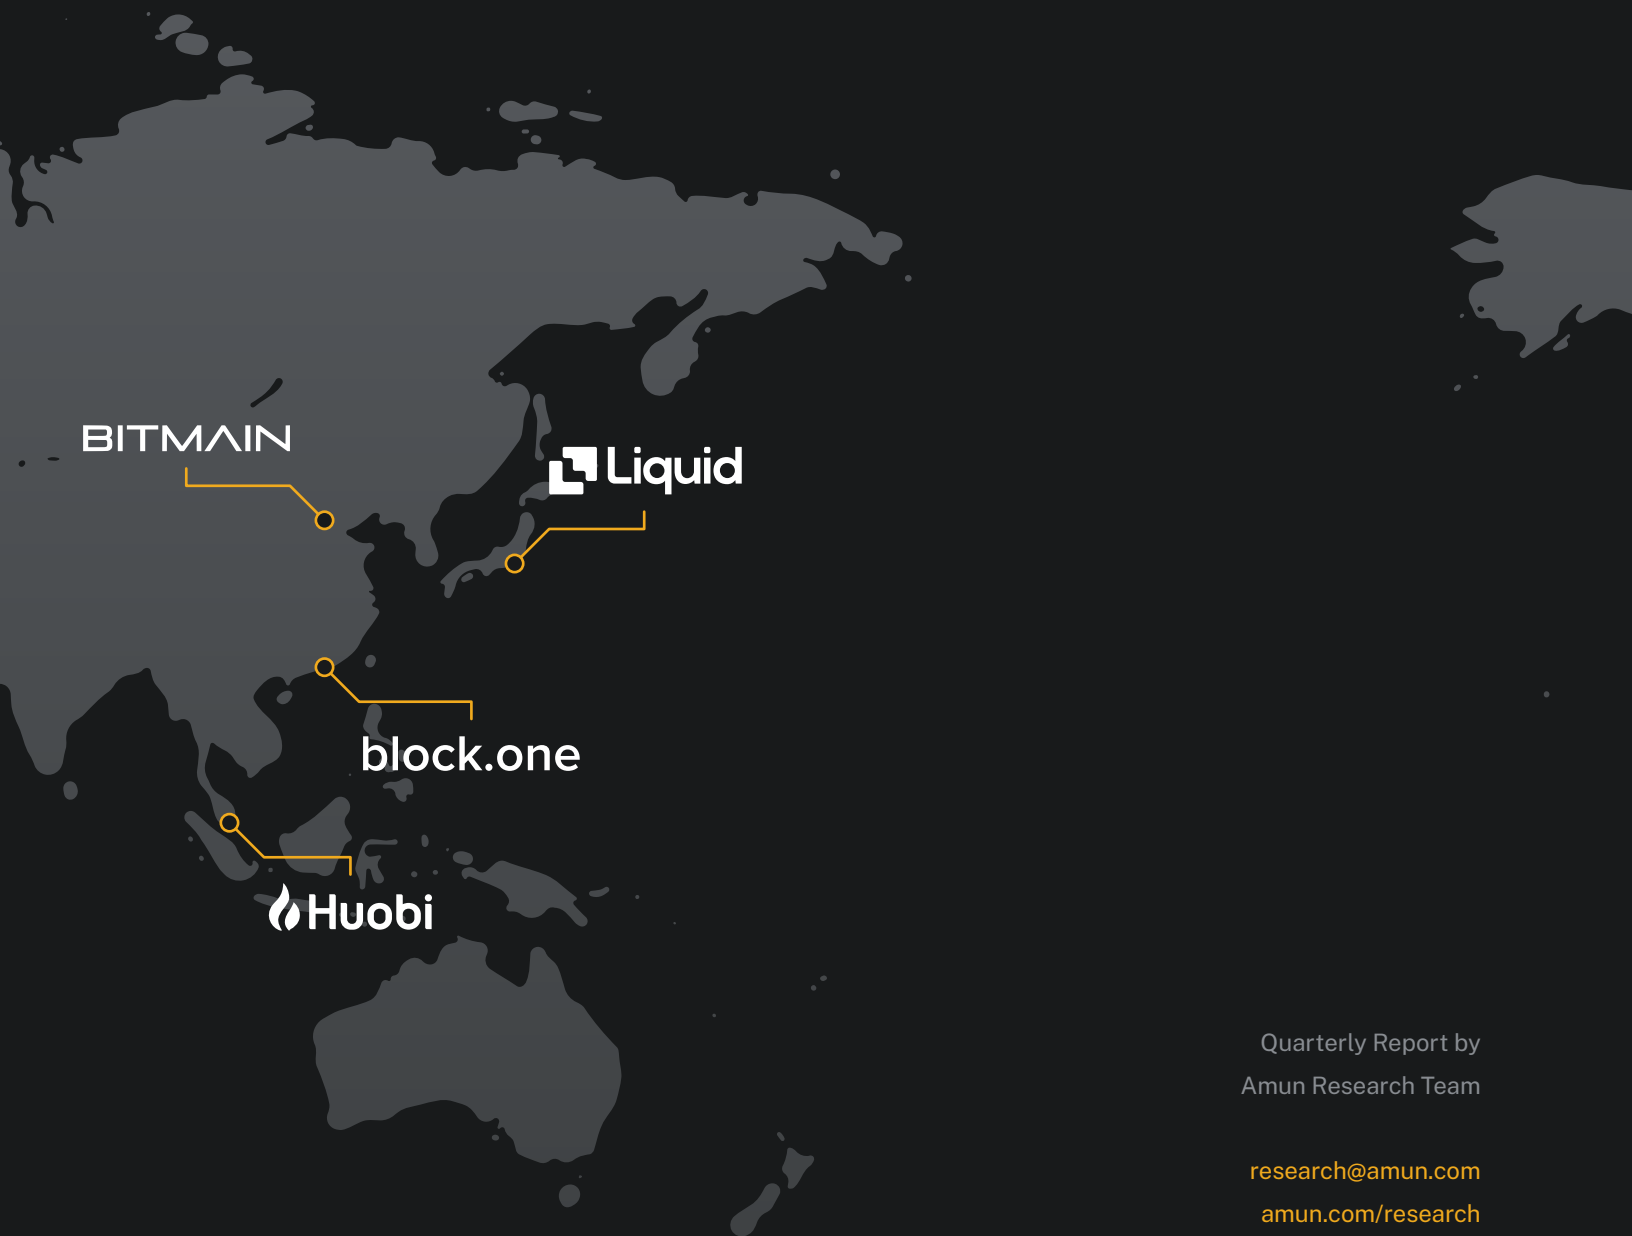 BITMAIN
Liquid
block.one
Huobi
Quarterly Report by
Amun Research Team
research@amun.com
amun.com/research